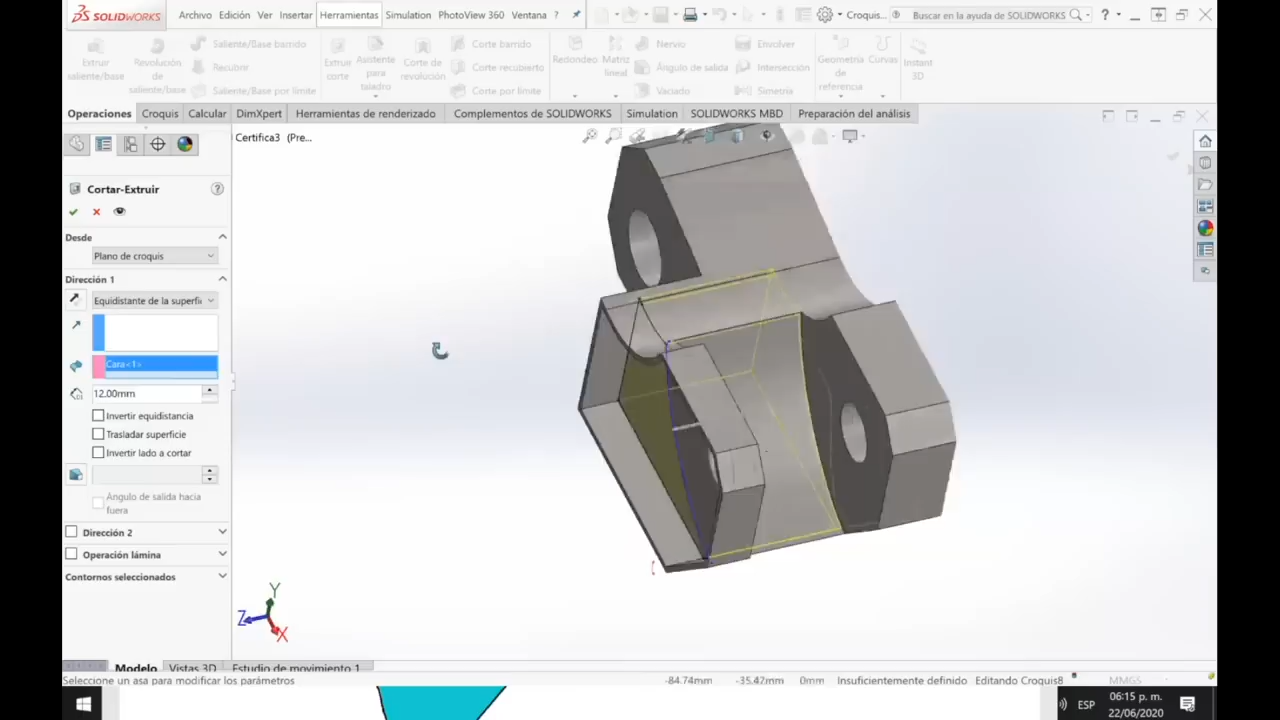 SOLIDWORKS Archivo Edición Ver Insertar Herramientas Simulation PhotoView 360 Ventana ? Croquis... Buscar en la ayuda de SOLIDWORKS ?
Extruir saliente/base
Revolución de saliente/base
Saliente/Base barrido
Recubrir
Saliente/Base por límite
Extruir corte
Asistente para taladro
Corte de revolución
Corte barrido
Corte recubierto
Corte por límite
Redondeo
Matriz lineal
Nervio
Ángulo de salida
Vaciado
Envolver
Intersección
Simetría
Geometría de referencia
Curvas
Instant 3D
Operaciones Croquis Calcular DimXpert Herramientas de renderizado Complementos de SOLIDWORKS Simulation SOLIDWORKS MBD Preparación del análisis
Certifica3 (Pre...
Cortar-Extruir ?
Desde
Plano de croquis
Dirección 1
Equidistante de la superfi
Cara<1>
12.00mm
Invertir equidistancia
Trasladar superficie
Invertir lado a cortar
Ángulo de salida hacia
fuera
Dirección 2
Operación lámina
Contornos seleccionados
Y
Z
X
Modelo Vistas 3D Estudio de movimiento 1
Seleccione un asa para modificar los parámetros -84.74mm -35.42mm 0mm Insuficientemente definido Editando Croquis8 MMGS
ESP 06:15 p. m.
22/06/2020